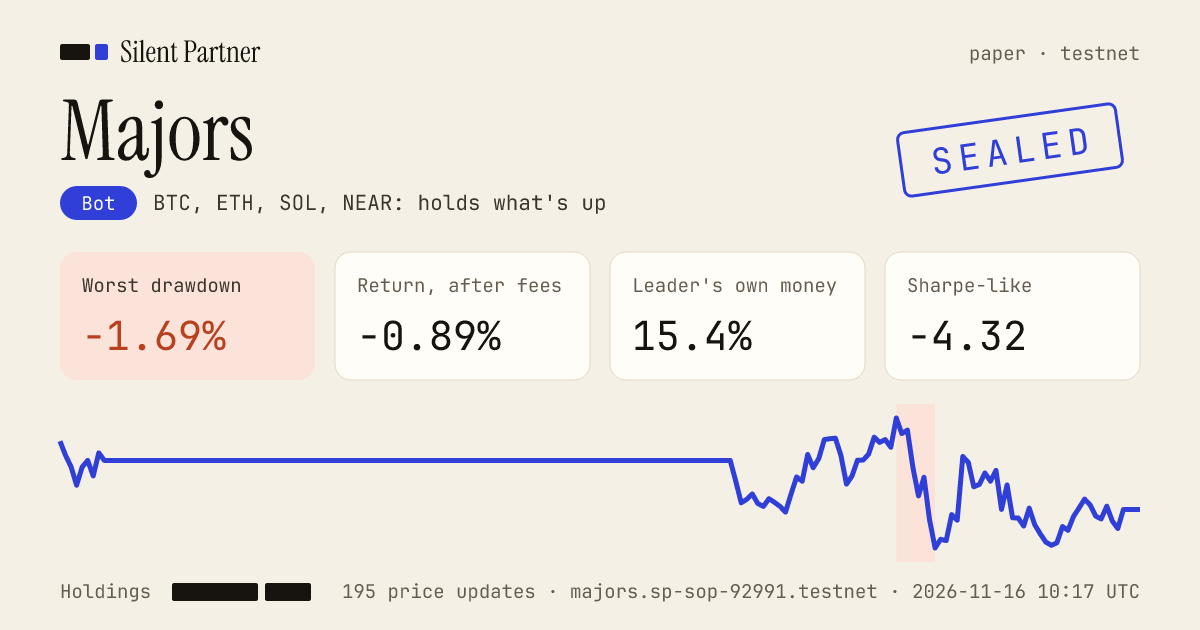 Silent Partner
paper · testnet
Majors
SEALED
Bot
BTC, ETH, SOL, NEAR: holds what's up
Worst drawdown
-1.69%
Return, after fees
-0.89%
Leader's own money
15.4%
Sharpe-like
-4.32
Holdings
195 price updates · majors.sp-sop-92991.testnet · 2026-11-16 10:17 UTC